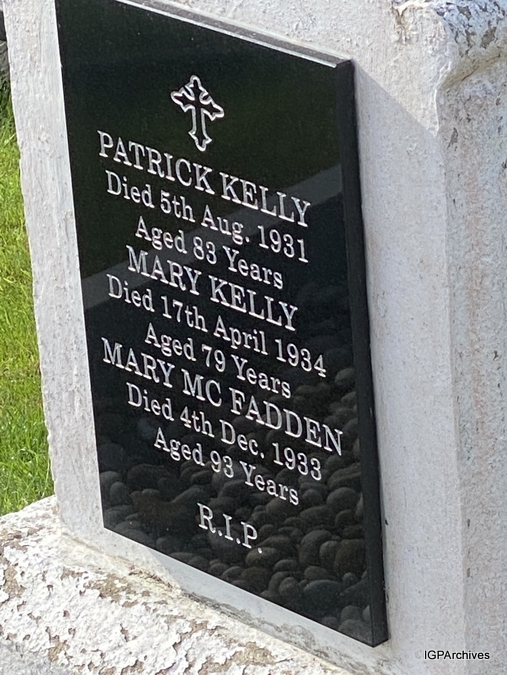 PATRICK KELLY
Died 5th Aug. 1931
Aged 83 Years
MARY KELLY
Died 17th April 1934
Aged 79 Years
MARY MC FADDEN
Died 4th Dec. 1933
Aged 93 Years
R.I.P.
IGPArchives